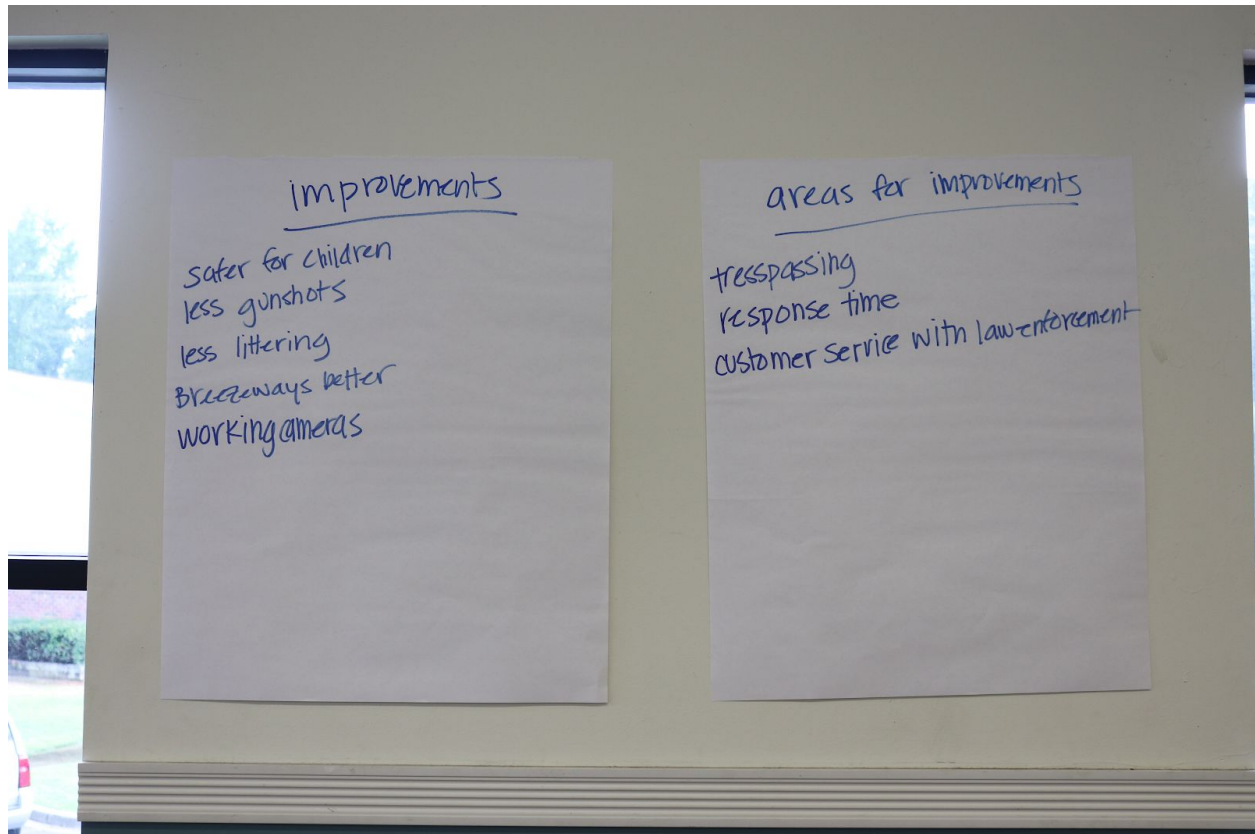 improvements
safer for children
less gunshots
less littering
Breezeways better
working cameras
areas for improvements
tresspassing
response time
customer service with law-enforcement